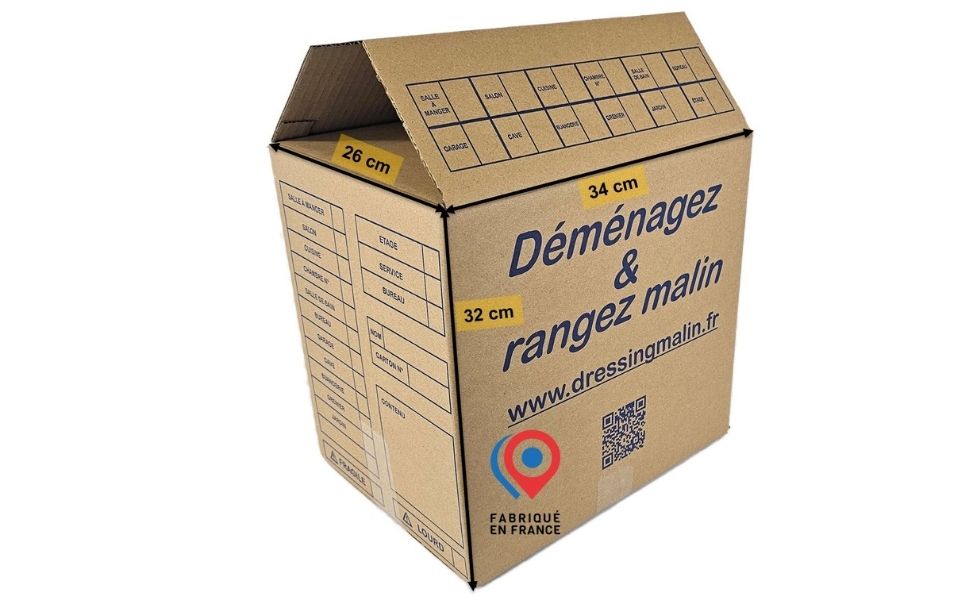 SALLE
À
MANGER
SALON
CUISINE
CHAMBRE
N°
SALLE
DE-BAIN
BUREAU
GARAGE
CAVE
BUANDERIE
GRENIER
JARDIN
ETAGE
26 cm
34 cm
32 cm
Déménagez
&
rangez malin
www.dressingmalin.fr
FABRIQUÉ
EN FRANCE
SALLE À MANGER
SALON
CUISINE
CHAMBRE N°
SALLE-DE-BAIN
BUREAU
GARAGE
CAVE
BUANDERIE
GRENIER
JARDIN
FRAGILE
ETAGE
SERVICE
BUREAU
NOM
CARTON N°
CONTENU
LOURD